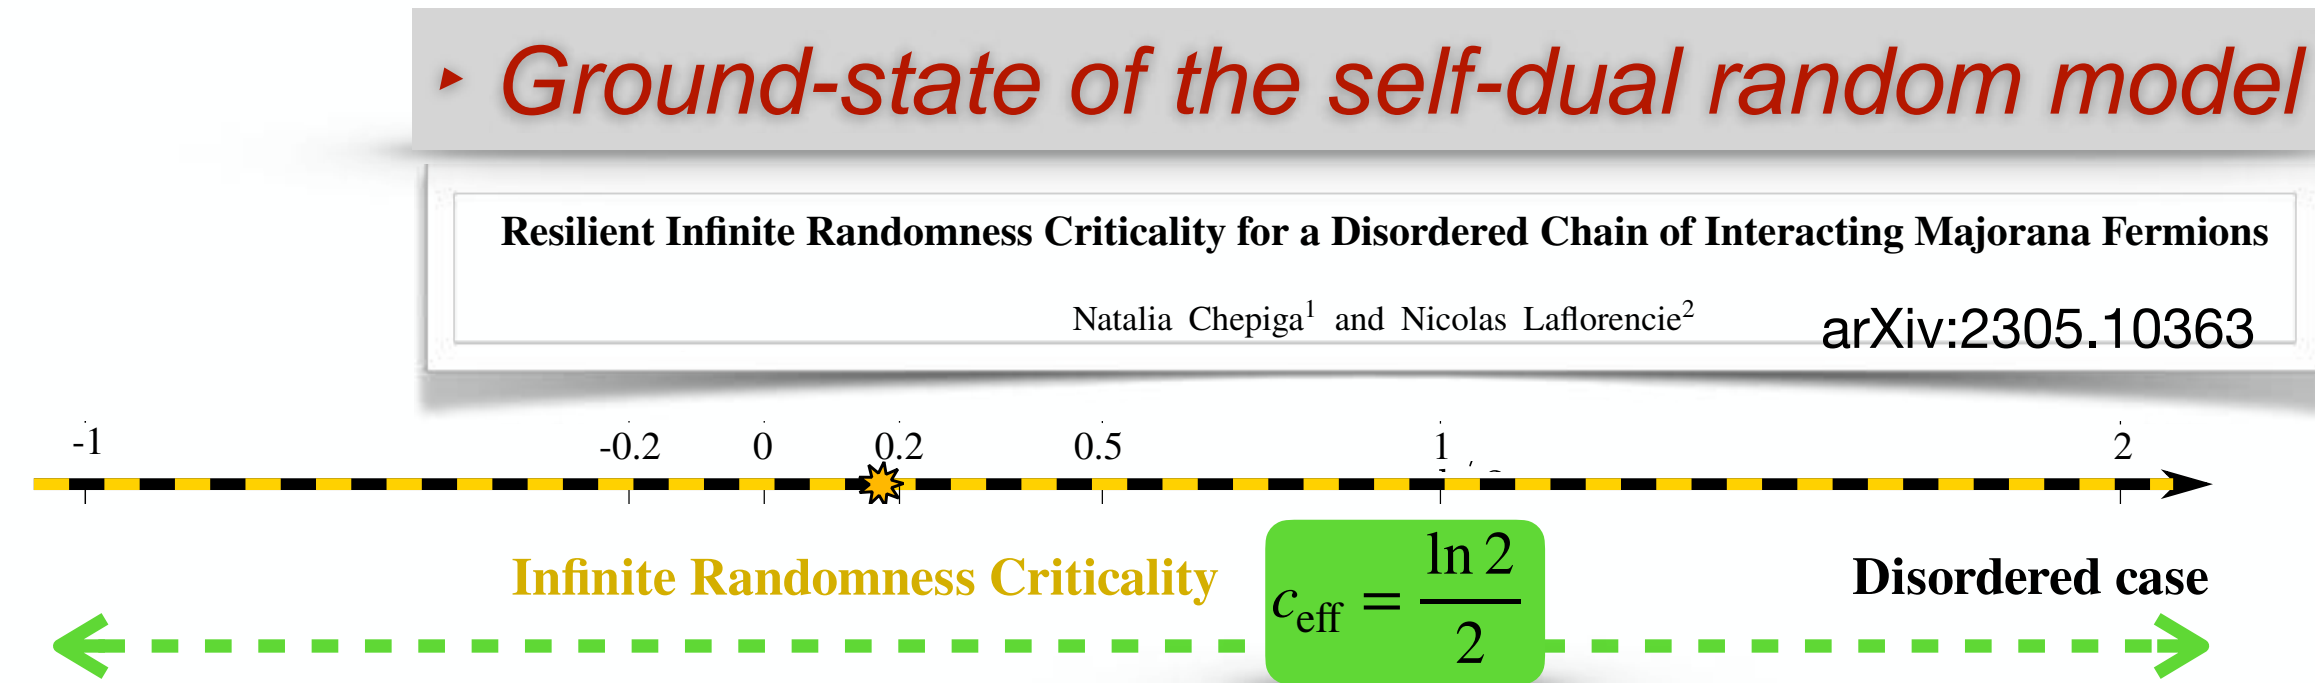 ‣ Ground-state of the self-dual random model
Resilient Infinite Randomness Criticality for a Disordered Chain of Interacting Majorana Fermions
Natalia Chepiga1 and Nicolas Laflorencie2 arXiv:2305.10363
-1 -0.2 0 0.2 0.5 1 2
Infinite Randomness Criticality c_eff = ln 2 / 2 Disordered case